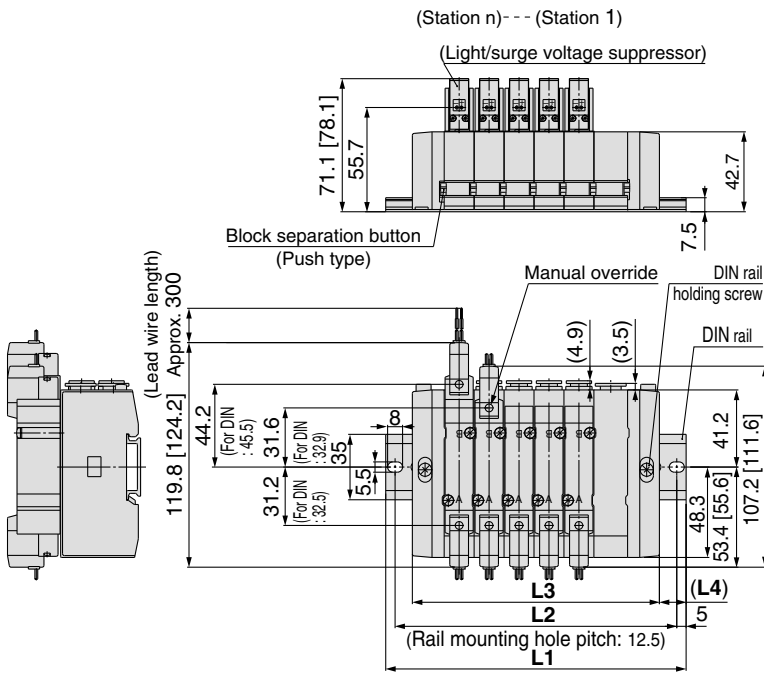 (Station n)--- (Station 1)
(Light/surge voltage suppressor)
71.1 [78.1]
55.7
42.7
7.5
Block separation button
(Push type)
Manual override
DIN rail
holding screw
DIN rail
(Lead wire length)
Approx. 300
(4.9)
(3.5)
119.8 [124.2]
44.2
(For DIN
: 45.5)
31.6
(For DIN
: 32.9)
8
35
5.5
31.2
(For DIN
: 32.5)
B B B B B
A A A A A
41.2
48.3
53.4 [55.6]
107.2 [111.6]
L3
(L4)
L2
5
(Rail mounting hole pitch: 12.5)
L1